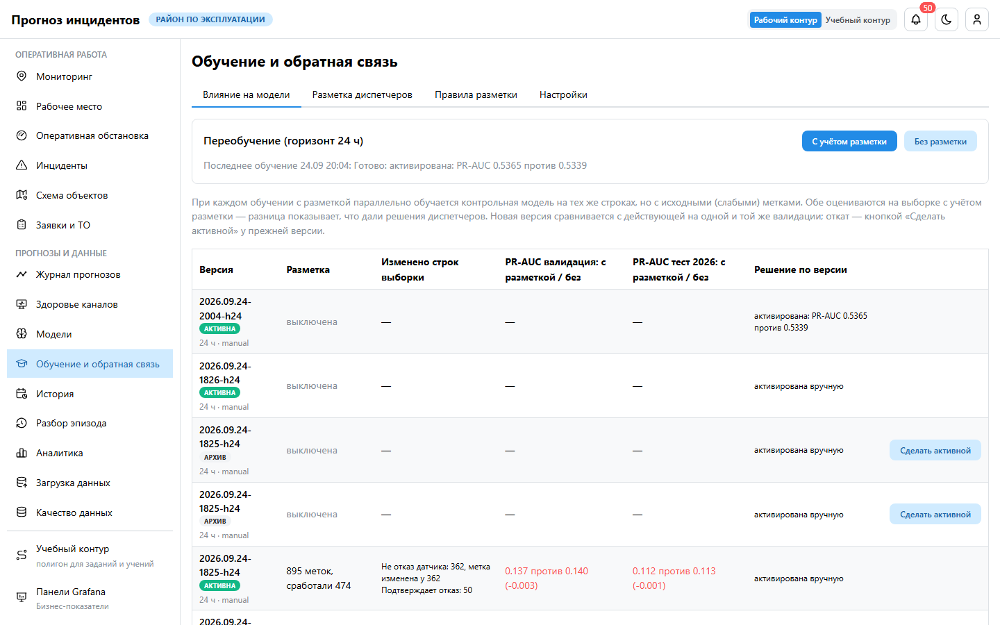 Прогноз инцидентов
РАЙОН ПО ЭКСПЛУАТАЦИИ
Рабочий контур
Учебный контур
50
ОПЕРАТИВНАЯ РАБОТА
Мониторинг
Рабочее место
Оперативная обстановка
Инциденты
Схема объектов
Заявки и ТО
ПРОГНОЗЫ И ДАННЫЕ
Журнал прогнозов
Здоровье каналов
Модели
Обучение и обратная связь
История
Разбор эпизода
Аналитика
Загрузка данных
Качество данных
Учебный контур
полигон для заданий и учений
Панели Grafana
Бизнес-показатели
Обучение и обратная связь
Влияние на модели
Разметка диспетчеров
Правила разметки
Настройки
Переобучение (горизонт 24 ч)
С учётом разметки
Без разметки
Последнее обучение 24.09 20:04: Готово: активирована: PR-AUC 0.5365 против 0.5339
При каждом обучении с разметкой параллельно обучается контрольная модель на тех же строках, но с исходными (слабыми) метками. Обе оцениваются на выборке с учётом
разметки — разница показывает, что дали решения диспетчеров. Новая версия сравнивается с действующей на одной и той же валидации; откат — кнопкой «Сделать
активной» у прежней версии.
Версия
Разметка
Изменено строк
выборки
PR-AUC валидация: с
разметкой / без
PR-AUC тест 2026: с
разметкой / без
Решение по версии
2026.09.24-
2004-h24
АКТИВНА
24 ч · manual
выключена
—
—
—
активирована: PR-AUC 0.5365
против 0.5339
2026.09.24-
1826-h24
АКТИВНА
24 ч · manual
выключена
—
—
—
активирована вручную
2026.09.24-
1825-h24
АРХИВ
24 ч · manual
выключена
—
—
—
активирована вручную
Сделать активной
2026.09.24-
1825-h24
АРХИВ
24 ч · manual
выключена
—
—
—
активирована вручную
Сделать активной
2026.09.24-
1825-h24
АКТИВНА
24 ч · manual
895 меток,
сработали 474
Не отказ датчика: 362, метка
изменена у 362
Подтверждает отказ: 50
0.137 против 0.140
(-0.003)
0.112 против 0.113
(-0.001)
активирована вручную
2026.09.24-